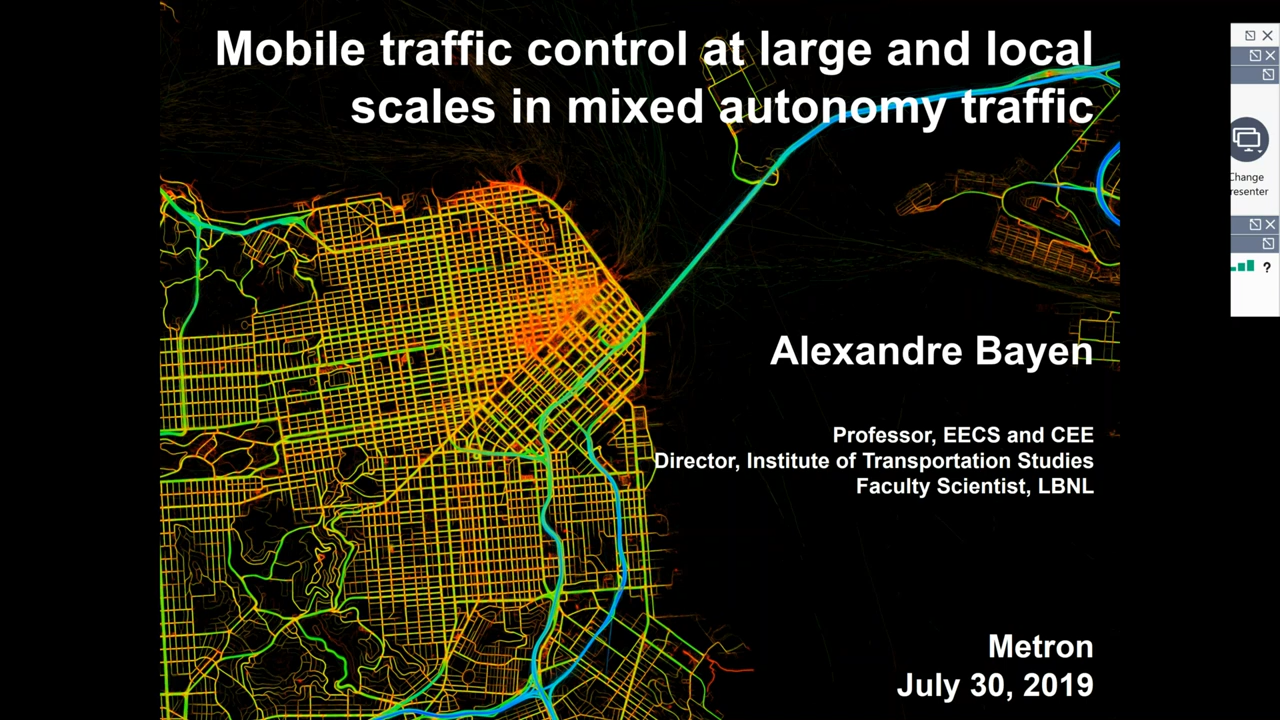 Mobile traffic control at large and local
scales in mixed autonomy traffic
Alexandre Bayen
Professor, EECS and CEE
Director, Institute of Transportation Studies
Faculty Scientist, LBNL
Metron
July 30, 2019
Change
resenter
?